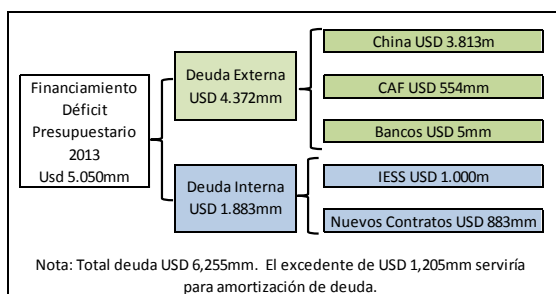 Financiamiento
Déficit
Presupuestario
2013
Usd 5.050mm
Deuda Externa
USD 4.372mm
China USD 3.813m
CAF USD 554mm
Bancos USD 5mm
Deuda Interna
USD 1.883mm
IESS USD 1.000m
Nuevos Contratos USD 883mm
Nota: Total deuda USD 6,255mm.  El excedente de USD 1,205mm serviría
para amortización de deuda.